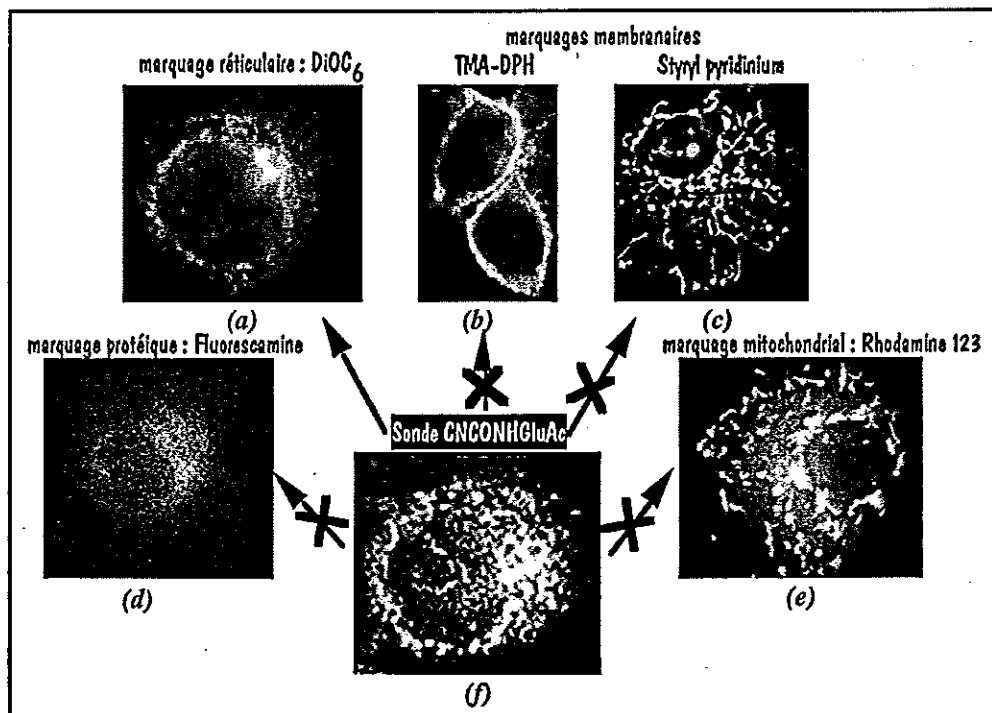 marquages membranaires
marquage réticulaire : DiOC6
TMA-DPH
Styryl pyridinium
(a)
(b)
(c)
marquage protéique : Fluorescamine
marquage mitochondrial : Rhodamine 123
Sonde CNCONHGluAc
(d)
(e)
(f)